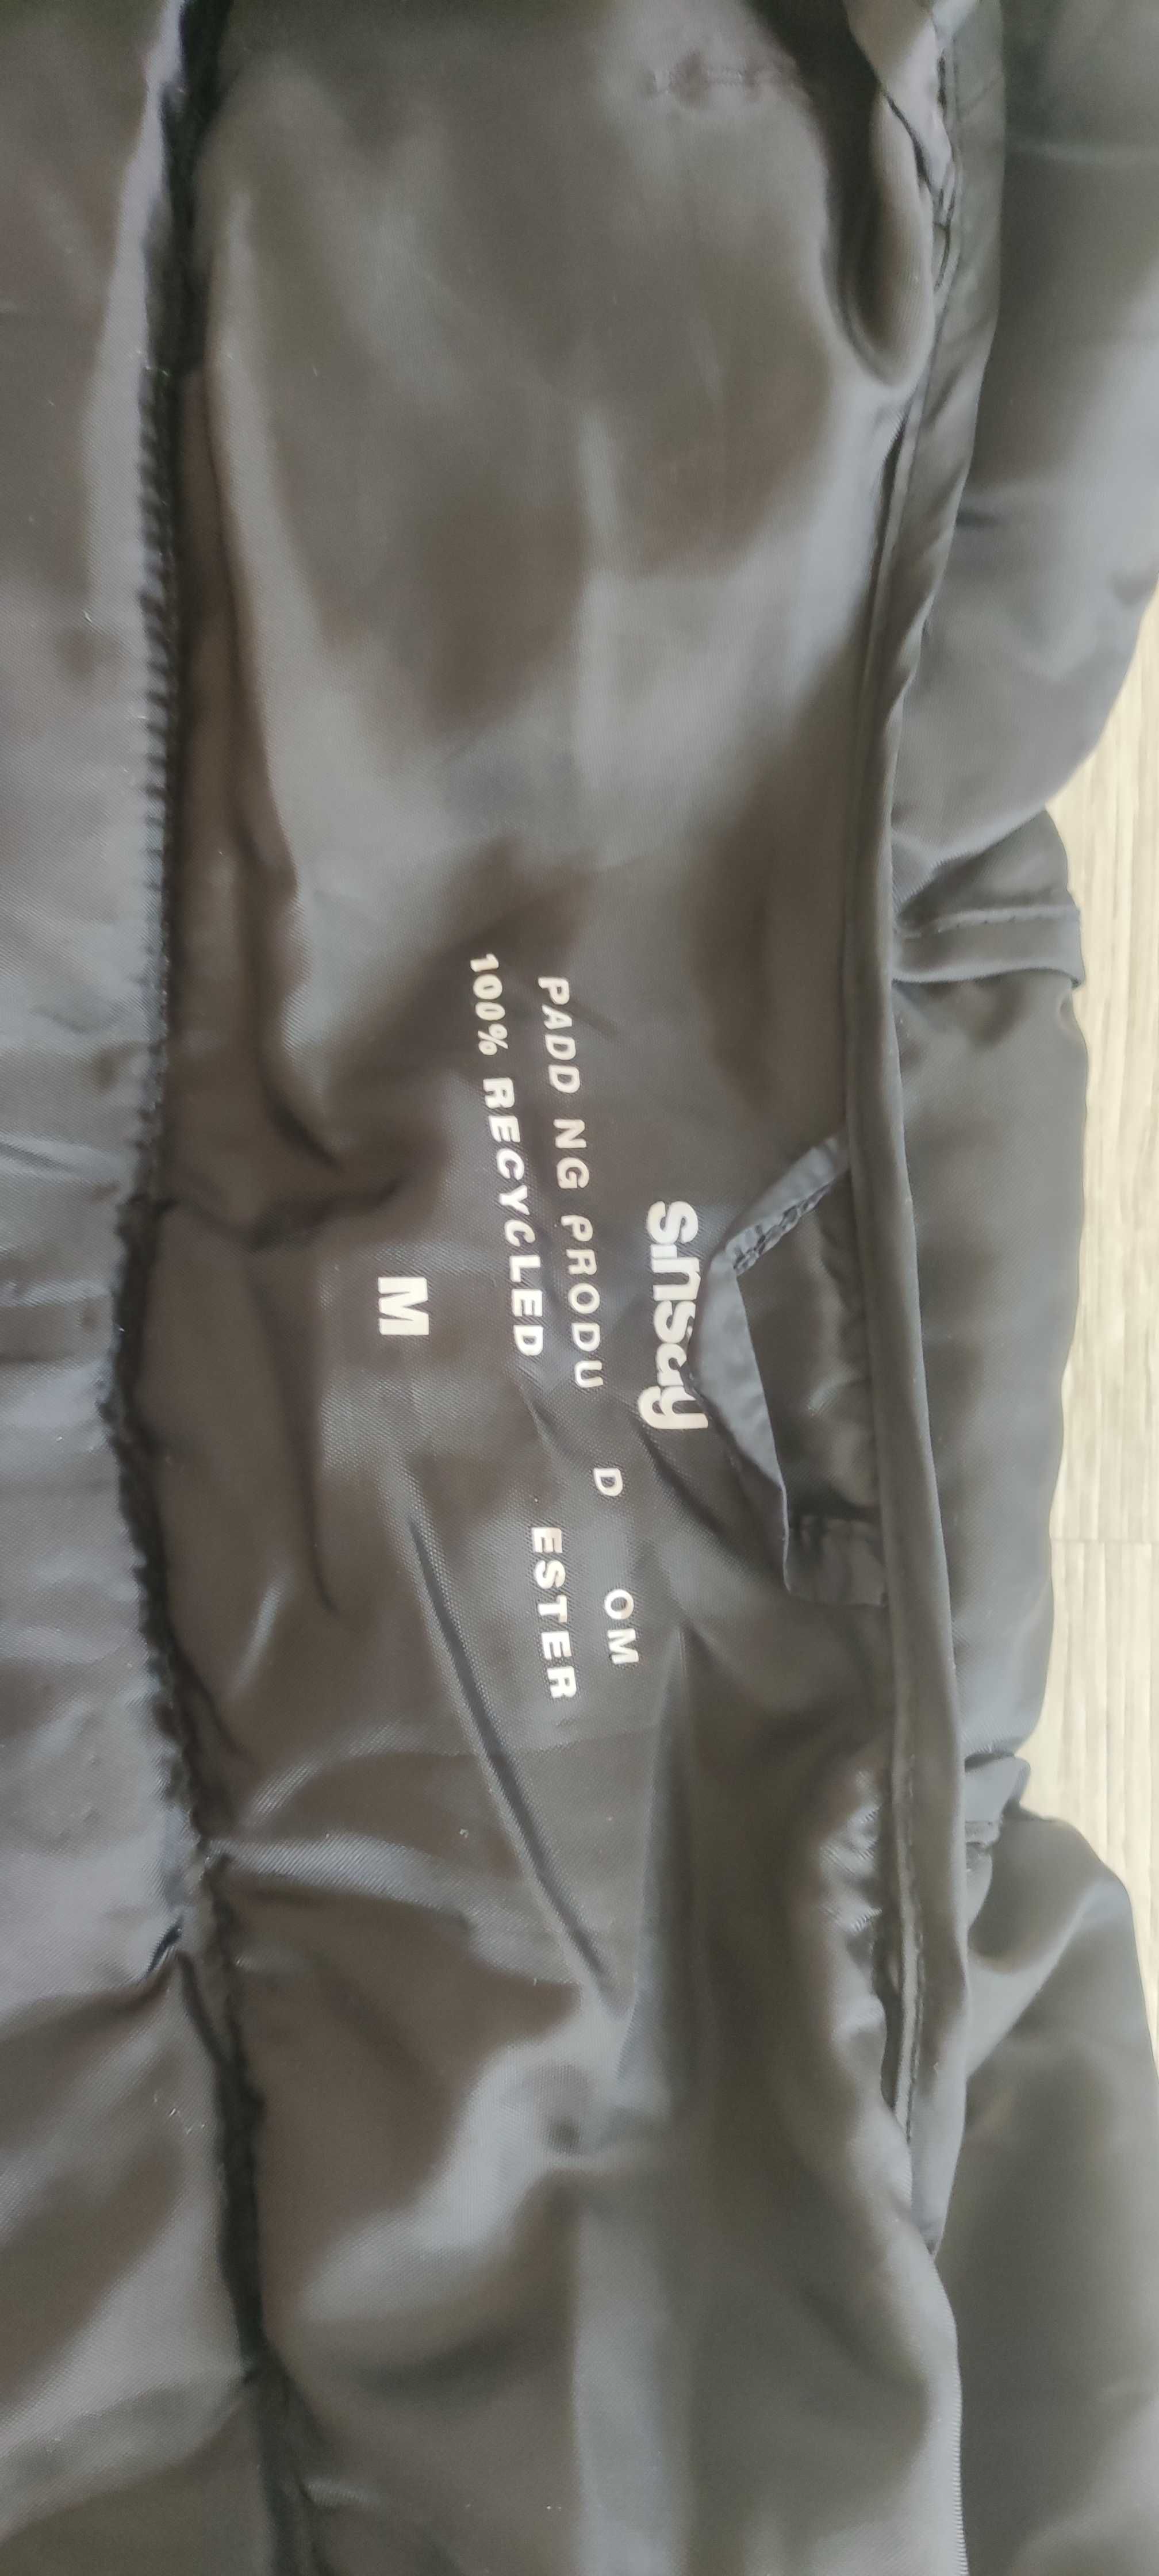 sinsay
PADD NG PRODU D OM
100% RECYCLED ESTER
M